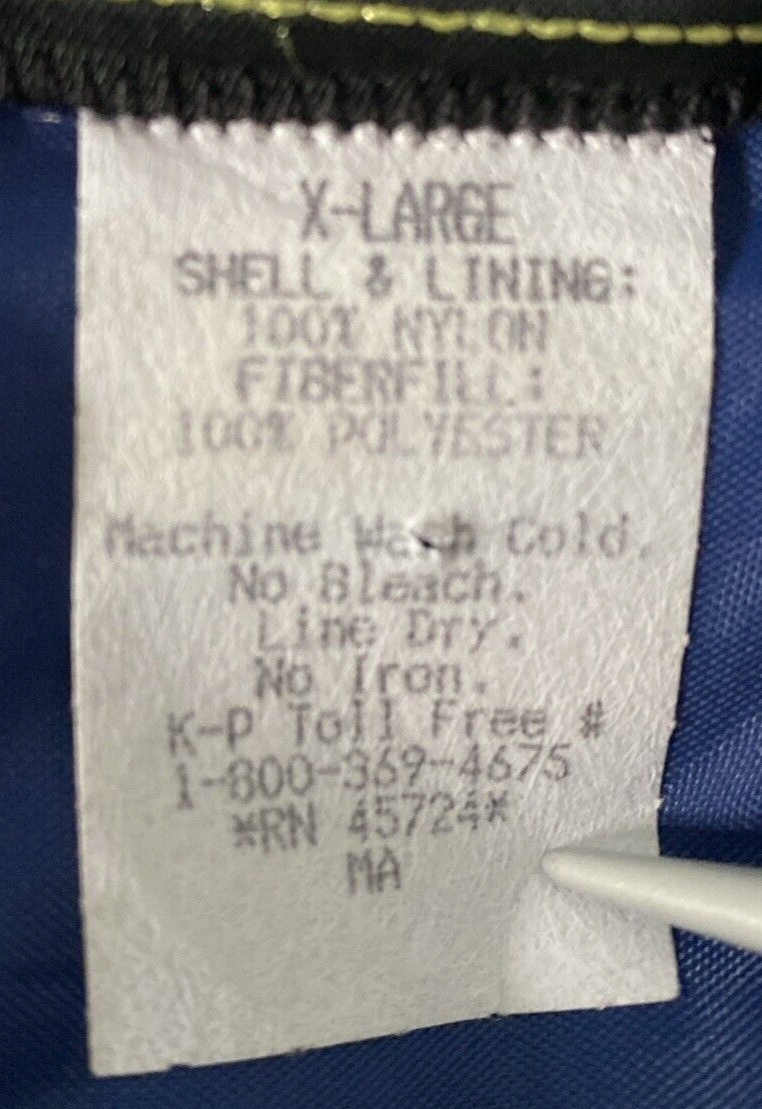 X-LARGE
SHELL & LINING:
100% NYLON
FIBERFILL:
100% POLYESTER
Machine Wash Cold.
No Bleach.
Line Dry.
No Iron.
K-P Toll Free #
1-800-369-4675
*RN 45724*
MA